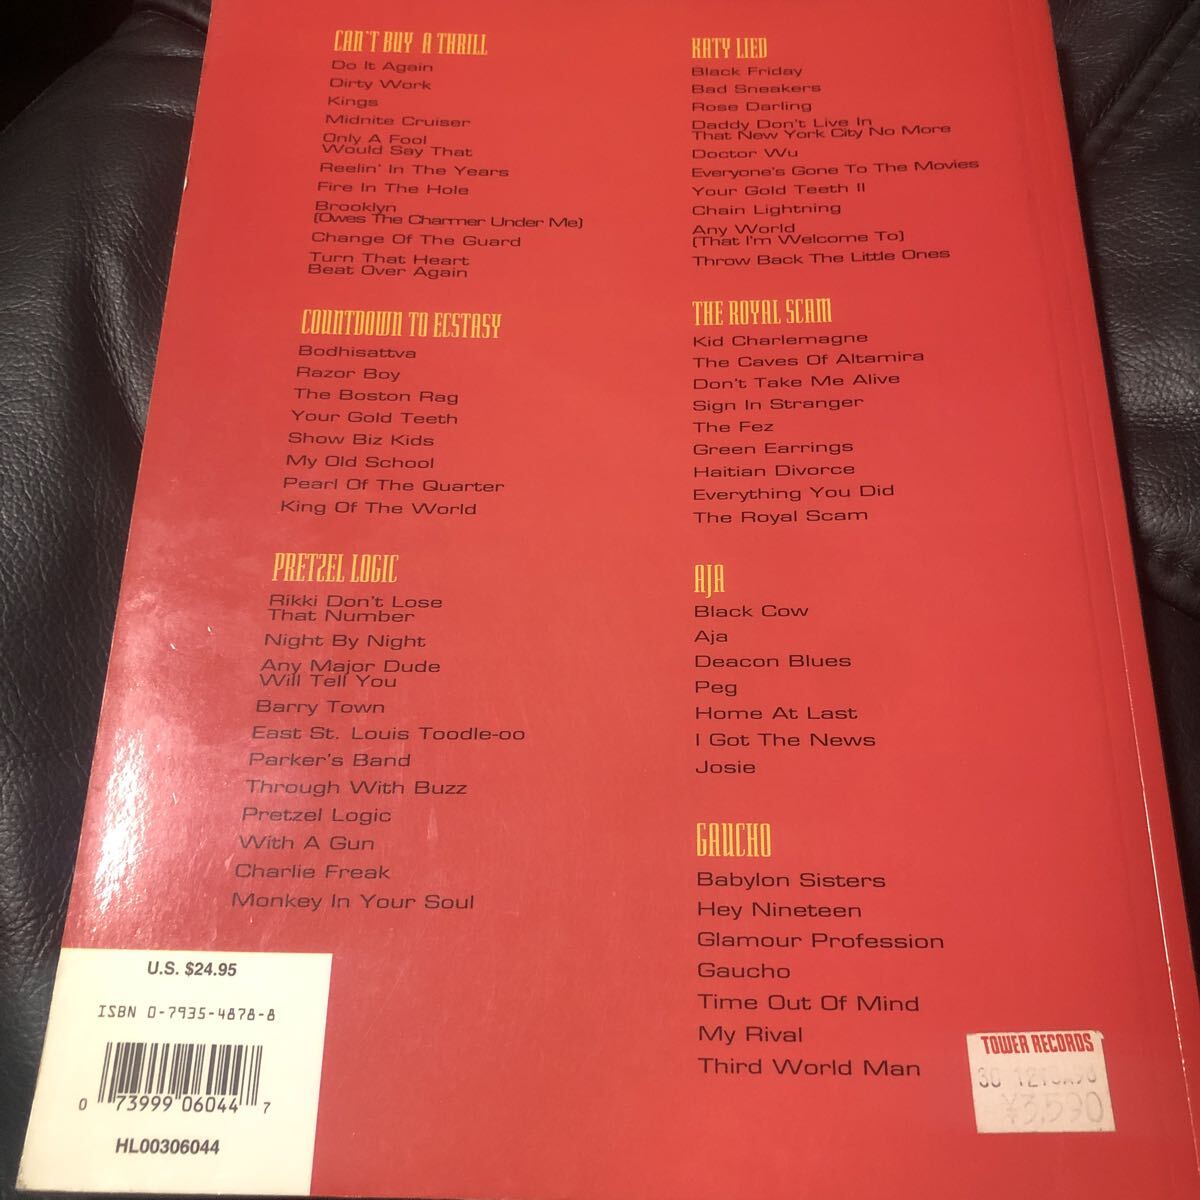 CAN'T BUY A THRILL
Do It Again
Dirty Work
Kings
Midnite Cruiser
Only A Fool
Would Say That
Reelin' In The Years
Fire In The Hole
Brooklyn
(Owes The Charmer Under Me)
Change Of The Guard
Turn That Heart
Beat Over Again
COUNTDOWN TO ECSTASY
Bodhisattva
Razor Boy
The Boston Rag
Your Gold Teeth
Show Biz Kids
My Old School
Pearl Of The Quarter
King Of The World
PRETZEL LOGIC
Rikki Don't Lose
That Number
Night By Night
Any Major Dude
Will Tell You
Barry Town
East St. Louis Toodle-oo
Parker's Band
Through With Buzz
Pretzel Logic
With A Gun
Charlie Freak
Monkey In Your Soul
KATY LIED
Black Friday
Bad Sneakers
Rose Darling
Daddy Don't Live In
That New York City No More
Doctor Wu
Everyone's Gone To The Movies
Your Gold Teeth II
Chain Lightning
Any World
(That I'm Welcome To)
Throw Back The Little Ones
THE ROYAL SCAM
Kid Charlemagne
The Caves Of Altamira
Don't Take Me Alive
Sign In Stranger
The Fez
Green Earrings
Haitian Divorce
Everything You Did
The Royal Scam
AJA
Black Cow
Aja
Deacon Blues
Peg
Home At Last
I Got The News
Josie
GAUCHO
Babylon Sisters
Hey Nineteen
Glamour Profession
Gaucho
Time Out Of Mind
My Rival
Third World Man
U.S. $24.95
ISBN 0-7935-4878-8
0 73999 06044 7
HL00306044
TOWER RECORDS
¥3,590